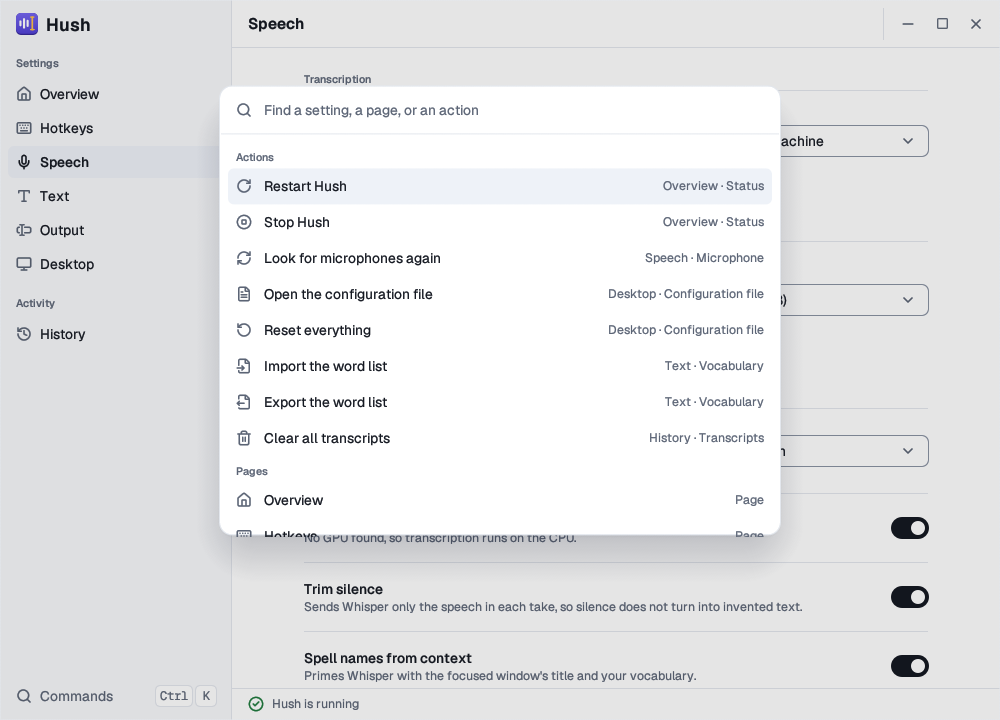 Hush
Settings
Overview
Hotkeys
Speech
Text
Output
Desktop
Activity
History
Commands
Ctrl K
Speech
Transcription
Find a setting, a page, or an action
Actions
Restart Hush Overview · Status
Stop Hush Overview · Status
Look for microphones again Speech · Microphone
Open the configuration file Desktop · Configuration file
Reset everything Desktop · Configuration file
Import the word list Text · Vocabulary
Export the word list Text · Vocabulary
Clear all transcripts History · Transcripts
Pages
Overview Page
Hotkeys Page
No GPU found, so transcription runs on the CPU.
Trim silence
Sends Whisper only the speech in each take, so silence does not turn into invented text.
Spell names from context
Primes Whisper with the focused window's title and your vocabulary.
Hush is running